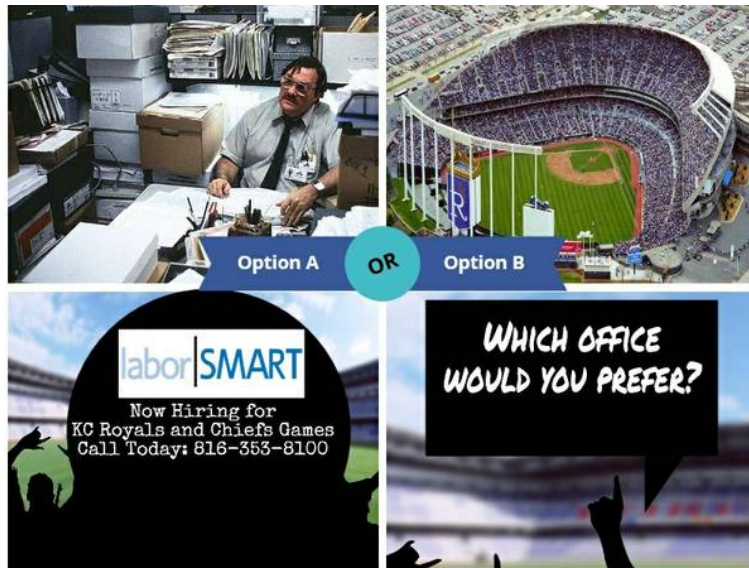 Option A
OR
Option B
labor|SMART
Now Hiring for
KC Royals and Chiefs Games
Call Today: 816-353-8100
WHICH OFFICE
WOULD YOU PREFER?
R